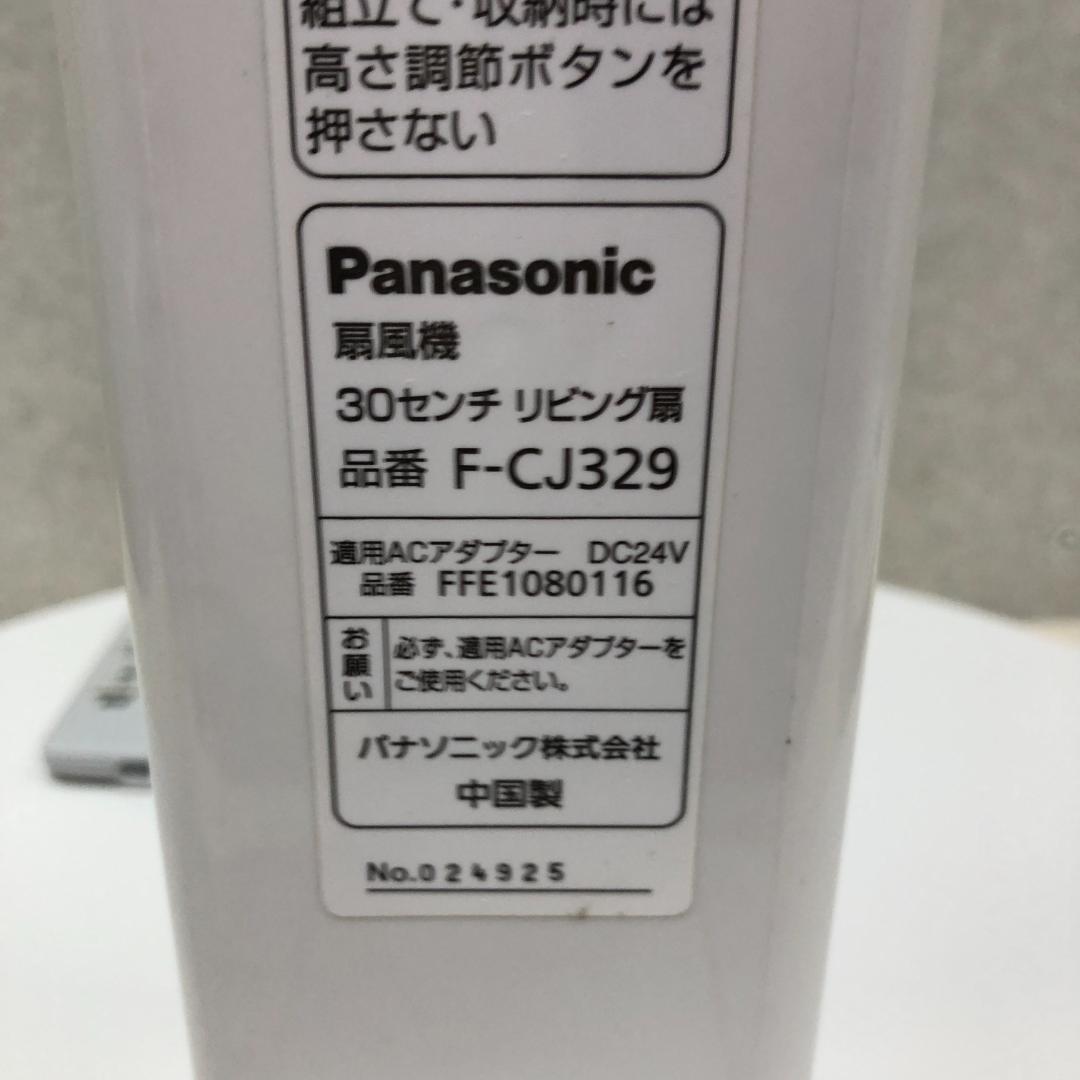 組立て・収納時には
高さ調節ボタンを
押さない
Panasonic
扇風機
30センチ リビング扇
品番 F-CJ329
適用ACアダプター DC24V
品番 FFE1080116
お願い
必ず、適用ACアダプターを
ご使用ください。
パナソニック株式会社
中国製
No.024925